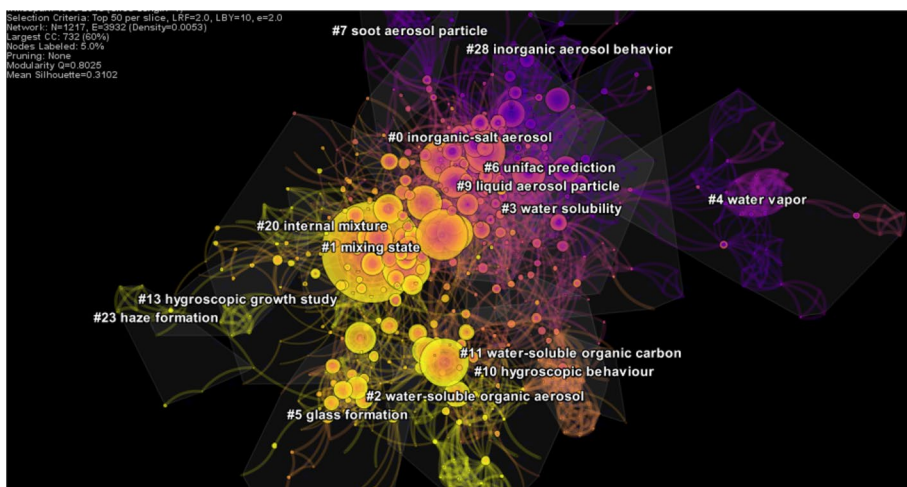 Selection Criteria: Top 50 per slice, LRF=2.0, LBY=10, e=2.0
Network: N=1217, E=3932 (Density=0.0053)
Largest CC: 732 (60%)
Nodes Labeled: 5.0%
Pruning: None
Modularity Q=0.8025
Mean Silhouette=0.3102
#7 soot aerosol particle
#28 inorganic aerosol behavior
#0 inorganic-salt aerosol
#6 unifac prediction
#9 liquid aerosol particle
#4 water vapor
#3 water solubility
#20 internal mixture
#1 mixing state
#13 hygroscopic growth study
#23 haze formation
#11 water-soluble organic carbon
#10 hygroscopic behaviour
#2 water-soluble organic aerosol
#5 glass formation